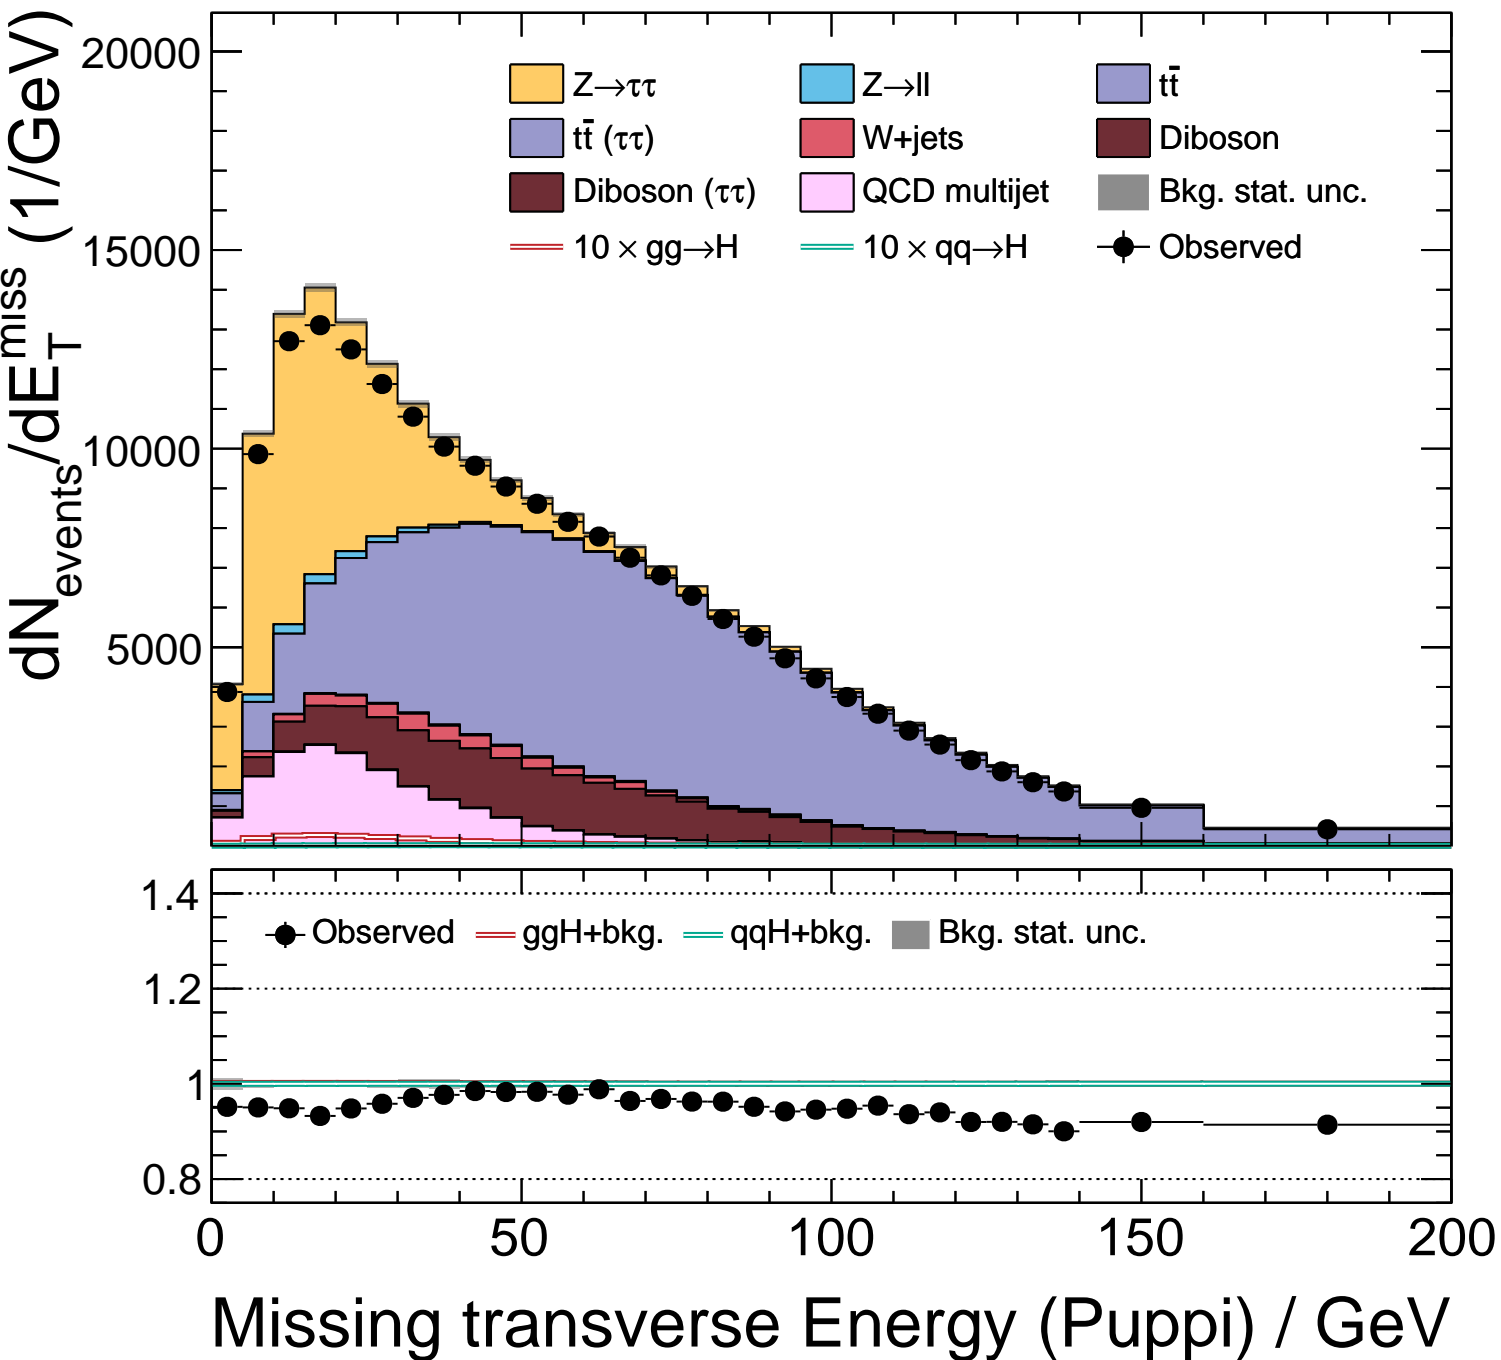 dN_events/dE_T^miss (1/GeV)
20000
15000
10000
5000
Z→ττ Z→ll tt̄
tt̄ (ττ) W+jets Diboson
Diboson (ττ) QCD multijet Bkg. stat. unc.
10 × gg→H 10 × qq→H Observed
1.4
1.2
1
0.8
Observed ggH+bkg. qqH+bkg. Bkg. stat. unc.
0 50 100 150 200
Missing transverse Energy (Puppi) / GeV